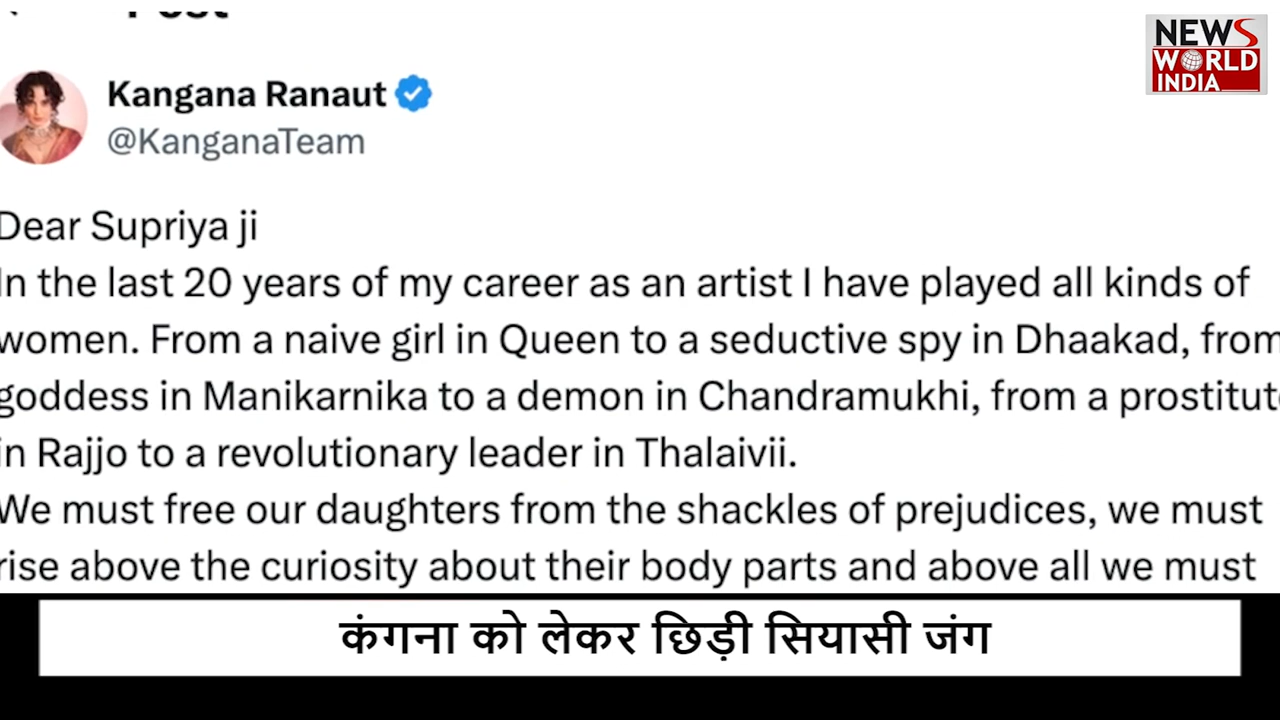 Post
NEWS
WORLD
INDIA
Kangana Ranaut
@KanganaTeam
Dear Supriya ji
In the last 20 years of my career as an artist I have played all kinds of
women. From a naive girl in Queen to a seductive spy in Dhaakad, from
goddess in Manikarnika to a demon in Chandramukhi, from a prostitute
in Rajjo to a revolutionary leader in Thalaivii.
We must free our daughters from the shackles of prejudices, we must
rise above the curiosity about their body parts and above all we must
कंगना को लेकर छिड़ी सियासी जंग